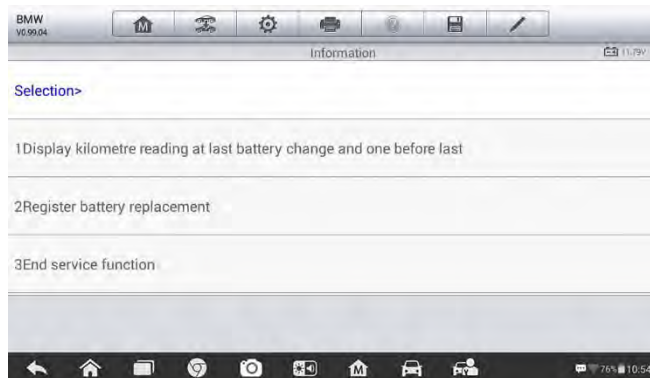 BMW
V0.99.04
Information
11.79V
Selection>
1Display kilometre reading at last battery change and one before last
2Register battery replacement
3End service function
76% 10:54